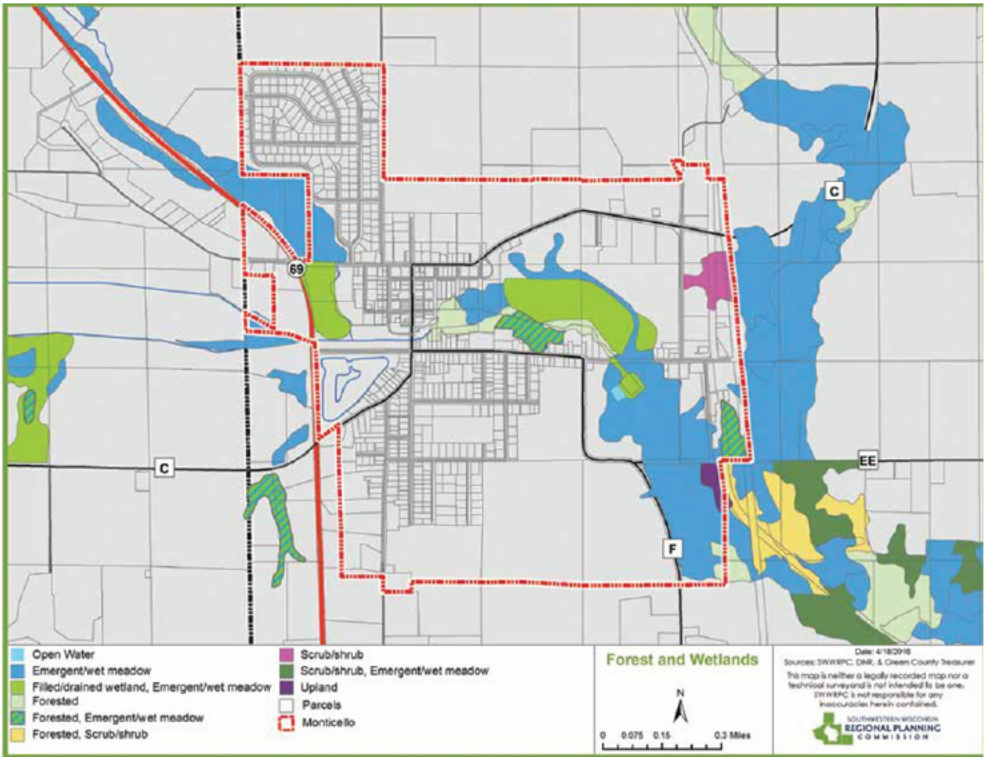 C
69
C
EE
F
Open Water
Emergent/wet meadow
Filled/drained wetland, Emergent/wet meadow
Forested
Forested, Emergent/wet meadow
Forested, Scrub/shrub
Scrub/shrub
Scrub/shrub, Emergent/wet meadow
Upland
Parcels
Monticello
Forest and Wetlands
N
0 0.075 0.15 0.3 Miles
Date: 4/18/2016
Sources: SWWRPC, DNR, & Green County Treasurer
This map is neither a legally recorded map nor a
technical surveyand is not intended to be one.
SWWRPC is not responsible for any
inaccuracies herein contained.
SOUTHWESTERN WISCONSIN
REGIONAL PLANNING
COMMISSION